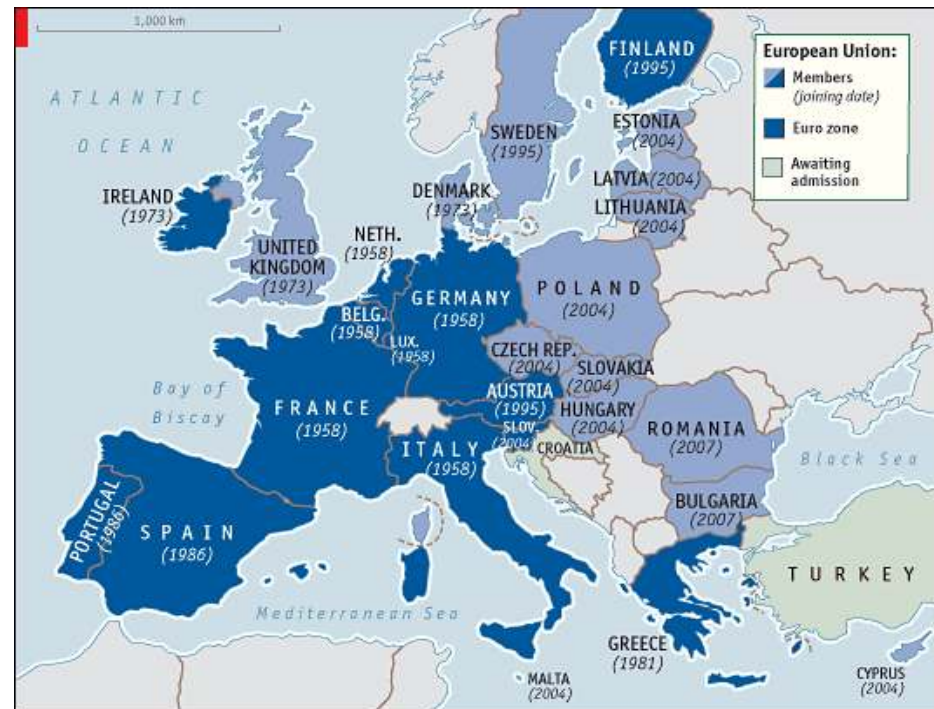 1,000 km
European Union:
Members
(joining date)
Euro zone
Awaiting
admission
ATLANTIC
OCEAN
FINLAND
(1995)
SWEDEN
(1995)
ESTONIA
(2004)
LATVIA (2004)
LITHUANIA
(2004)
DENMARK
(1973)
IRELAND
(1973)
UNITED
KINGDOM
(1973)
NETH.
(1958)
BELG.
(1958)
LUX.
(1958)
GERMANY
(1958)
POLAND
(2004)
CZECH REP.
(2004)
SLOVAKIA
(2004)
AUSTRIA
(1995)
HUNGARY
(2004)
SLOV.
(2004)
CROATIA
ROMANIA
(2007)
BULGARIA
(2007)
Black Sea
Bay of
Biscay
FRANCE
(1958)
ITALY
(1958)
PORTUGAL
(1986)
SPAIN
(1986)
Mediterranean Sea
GREECE
(1981)
TURKEY
MALTA
(2004)
CYPRUS
(2004)